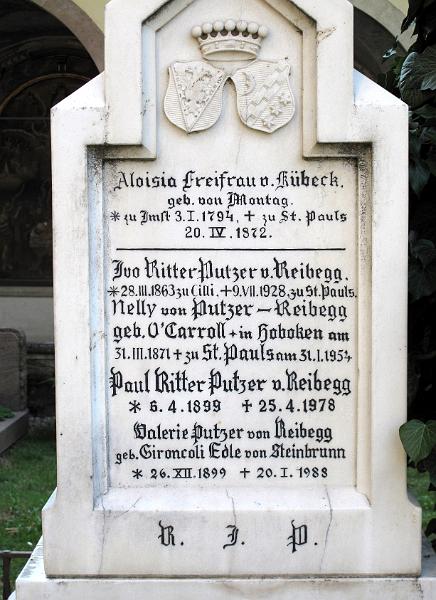 Aloisia Freifrau v. Kübeck.
geb. von Montag.
* zu Imst 3.I.1794. + zu St. Pauls
20.IV.1872.
Ivo Ritter Putzer v. Reibegg.
* 28.III.1863 zu Cilli, + 9.VII.1928, zu St. Pauls.
Nelly von Putzer – Reibegg
geb. O'Carroll * in Hoboken am
31.III.1871 + zu St. Pauls am 31.I.1954
Paul Ritter Putzer v. Reibegg
* 6.4.1899 + 25.4.1978
Valerie Putzer von Reibegg
geb. Gironcoli Edle von Steinbrunn
* 26.XII.1899 + 20.I.1988
R. I. P.